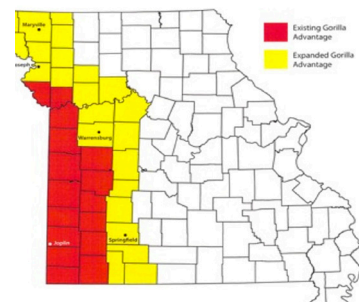 Maryville
Existing Gorilla
Advantage
Expanded Gorilla
Advantage
Warrensburg
Joplin
Springfield